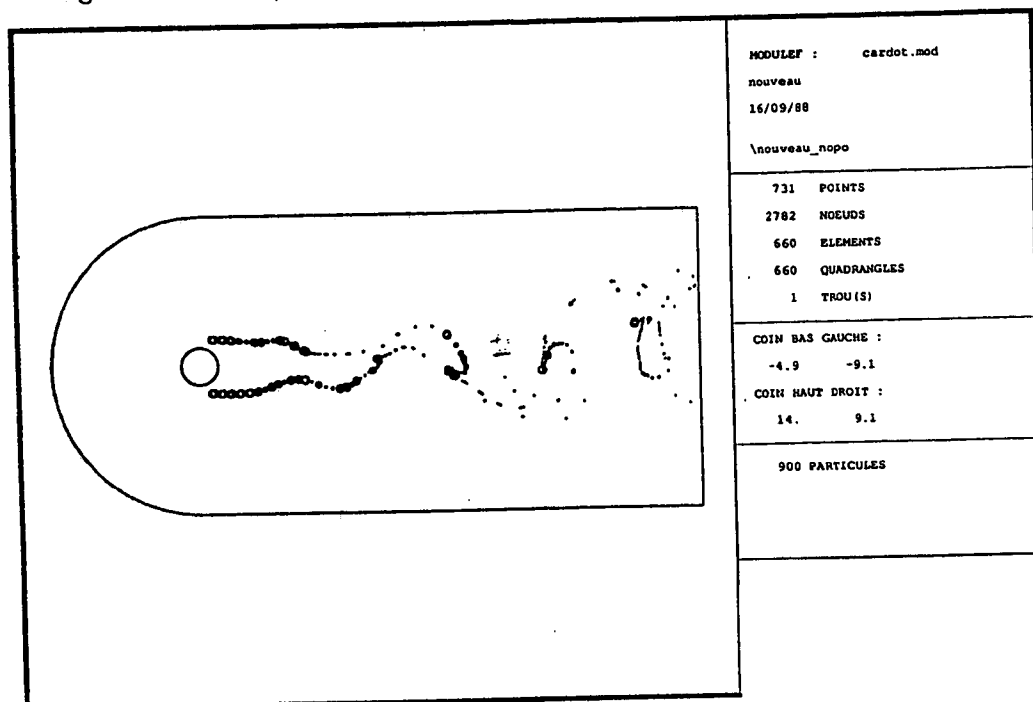 MODULEF : cardot.mod
nouveau
16/09/88
\nouveau_nopo
731 POINTS
2782 NOEUDS
660 ELEMENTS
660 QUADRANGLES
1 TROU(S)
COIN BAS GAUCHE :
-4.9 -9.1
COIN HAUT DROIT :
14. 9.1
900 PARTICULES